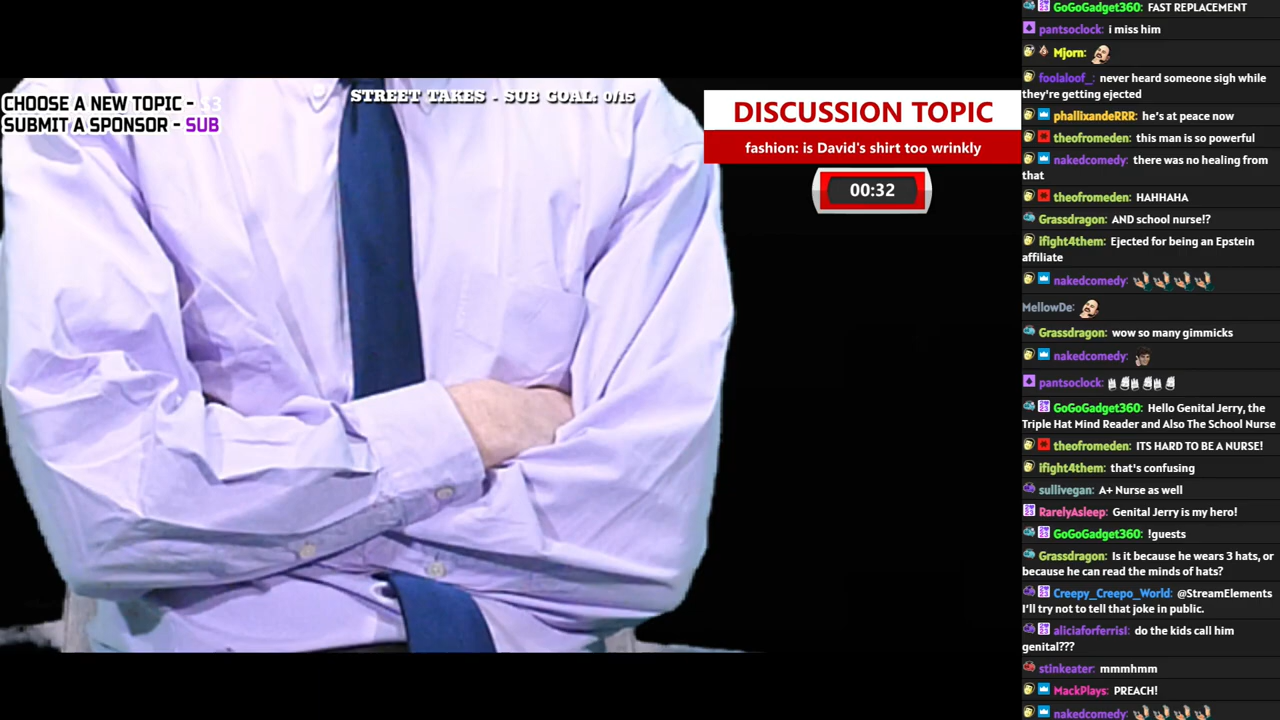 CHOOSE A NEW TOPIC - $3
SUBMIT A SPONSOR - SUB
STREET TAKES - SUB GOAL: 0/15
DISCUSSION TOPIC
fashion: is David's shirt too wrinkly
00:32
GoGoGadget360: FAST REPLACEMENT
pantsoclock: i miss him
Mjorn:
foolaloof_: never heard someone sigh while
they're getting ejected
phallixandeRRR: he's at peace now
theofromeden: this man is so powerful
nakedcomedy: there was no healing from
that
theofromeden: HAHHAHA
Grassdragon: AND school nurse!?
ifight4them: Ejected for being an Epstein
affiliate
nakedcomedy:
MellowDe:
Grassdragon: wow so many gimmicks
nakedcomedy:
pantsoclock:
GoGoGadget360: Hello Genital Jerry, the
Triple Hat Mind Reader and Also The School Nurse
theofromeden: ITS HARD TO BE A NURSE!
ifight4them: that's confusing
sullivegan: A+ Nurse as well
RarelyAsleep: Genital Jerry is my hero!
GoGoGadget360: !guests
Grassdragon: Is it because he wears 3 hats, or
because he can read the minds of hats?
Creepy_Creepo_World: @StreamElements
I'll try not to tell that joke in public.
aliciaforferrisl: do the kids call him
genital???
stinkeater: mmmhmm
MackPlays: PREACH!
nakedcomedy: